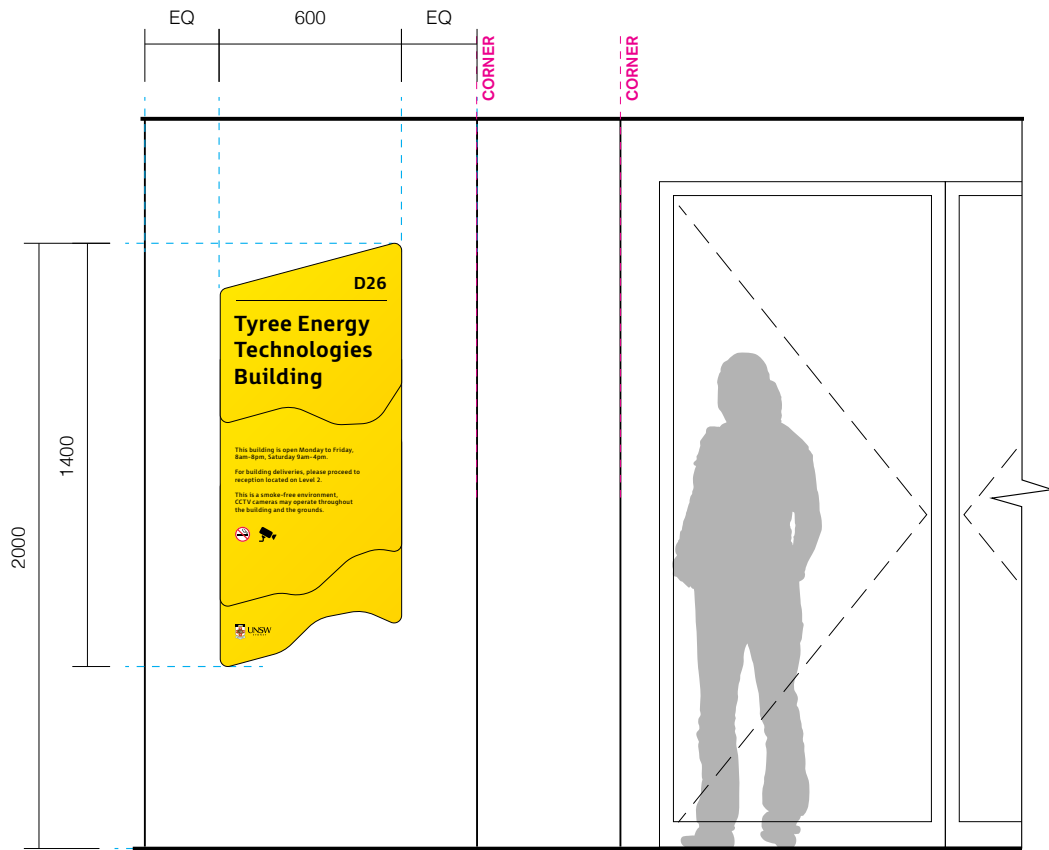 EQ
600
EQ
CORNER
CORNER
D26
Tyree Energy
Technologies
Building
1400
2000
This building is open Monday to Friday,
8am–8pm, Saturday 9am–4pm.
For building deliveries, please proceed to
reception located on Level 2.
This is a smoke-free environment,
CCTV cameras may operate throughout
the building and the grounds.
UNSW
SYDNEY